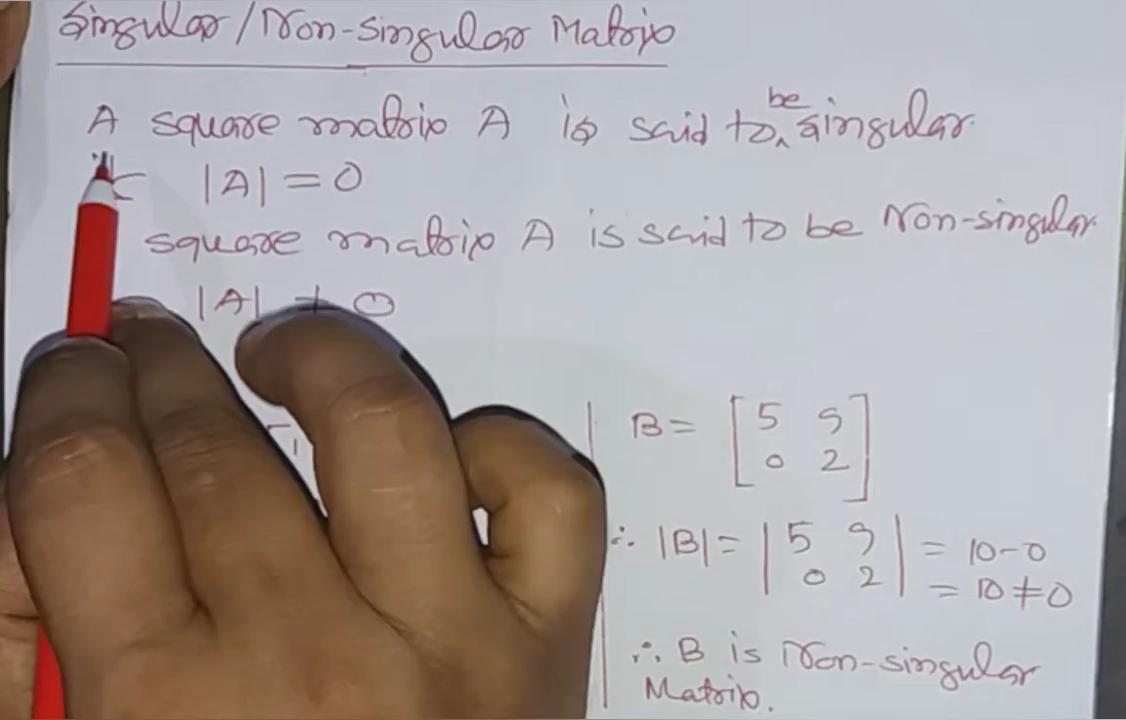 Singular/Non-singular Matrix
A square matrix A is said to be singular
|A| = 0
square matrix A is said to be Non-singular
|A| ≠ 0
B = [5 9
0 2]
∴ |B| = |5 9
0 2| = 10-0
= 10 ≠ 0
∴ B is Non-singular
Matrix.